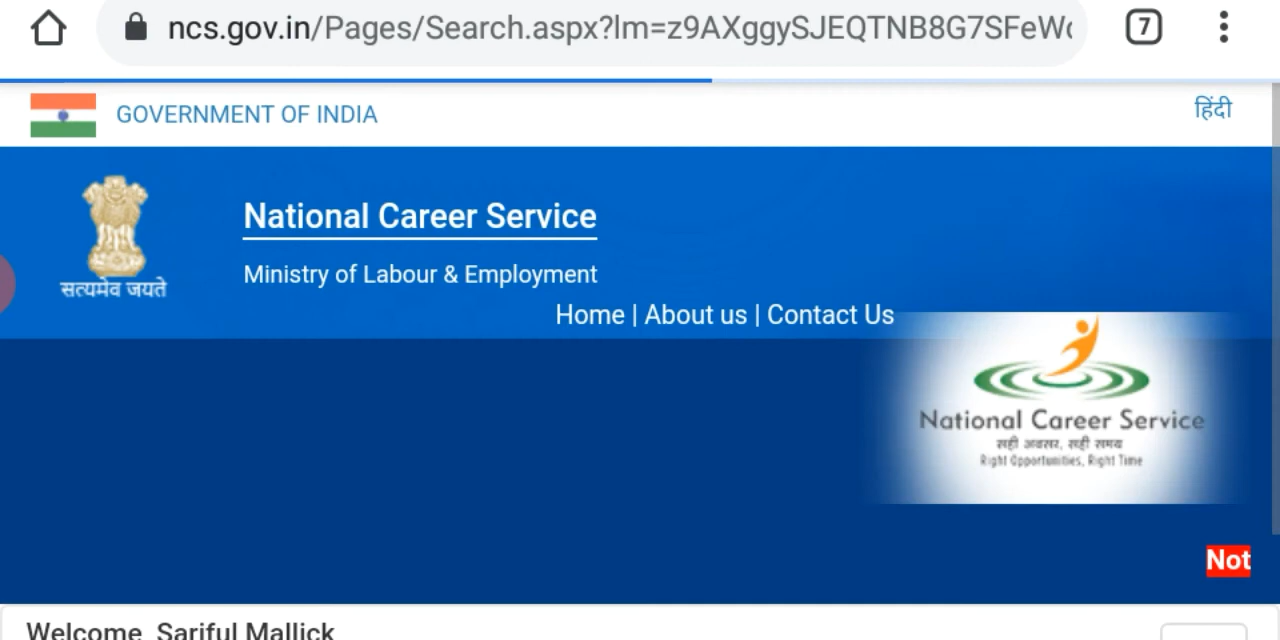 ncs.gov.in/Pages/Search.aspx?lm=z9AXggySJEQTNB8G7SFeWc
7
GOVERNMENT OF INDIA
हिंदी
National Career Service
Ministry of Labour & Employment
सत्यमेव जयते
Home | About us | Contact Us
National Career Service
सही अवसर, सही समय
Right Opportunities, Right Time
Not
Welcome Sariful Mallick